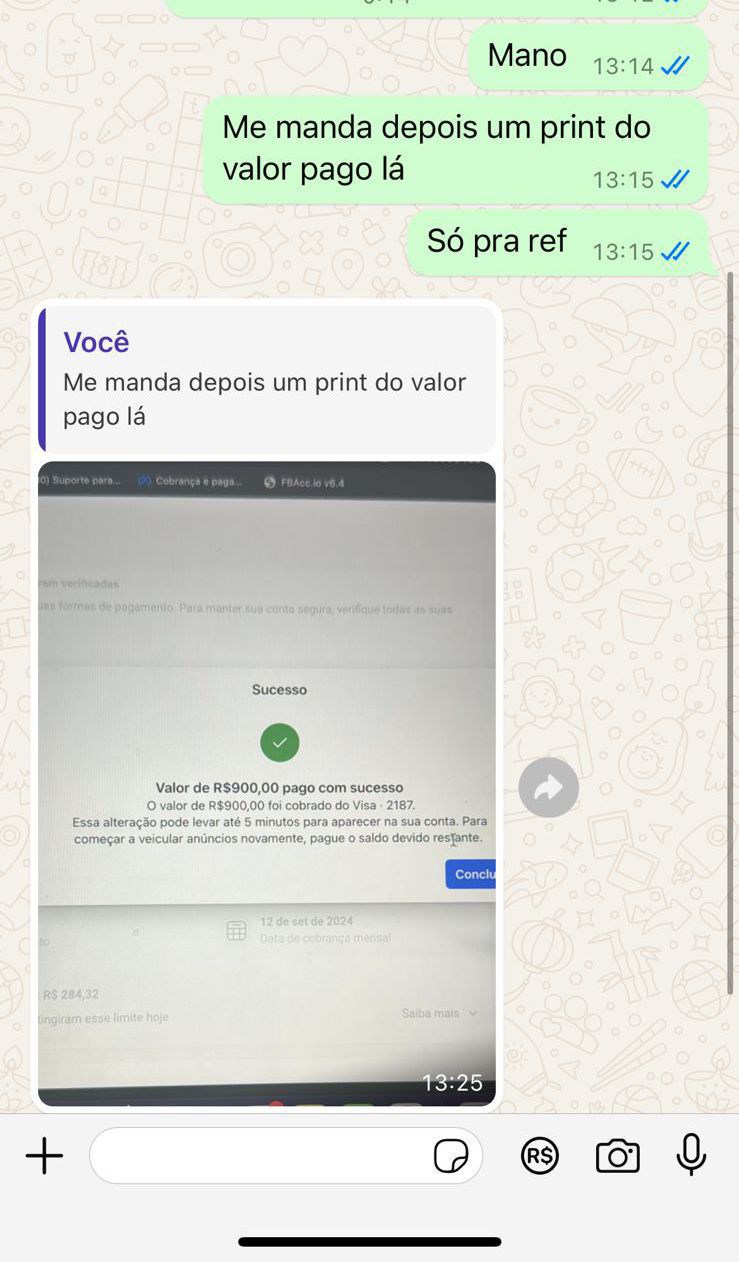 Mano 13:14
Me manda depois um print do
valor pago lá 13:15
Só pra ref 13:15
Você
Me manda depois um print do valor
pago lá
0) Suporte para... Cobrança e paga... FBAcc.io v6.4
ram verificadas
uas formas de pagamento. Para manter sua conta segura, verifique todas as suas
Sucesso
Valor de R$900,00 pago com sucesso
O valor de R$900,00 foi cobrado do Visa · 2187.
Essa alteração pode levar até 5 minutos para aparecer na sua conta. Para
começar a veicular anúncios novamente, pague o saldo devido restante.
Conclu
12 de set de 2024
to e Data de cobrança mensal
R$ 284,32
tingiram esse limite hoje Saiba mais
13:25
R$